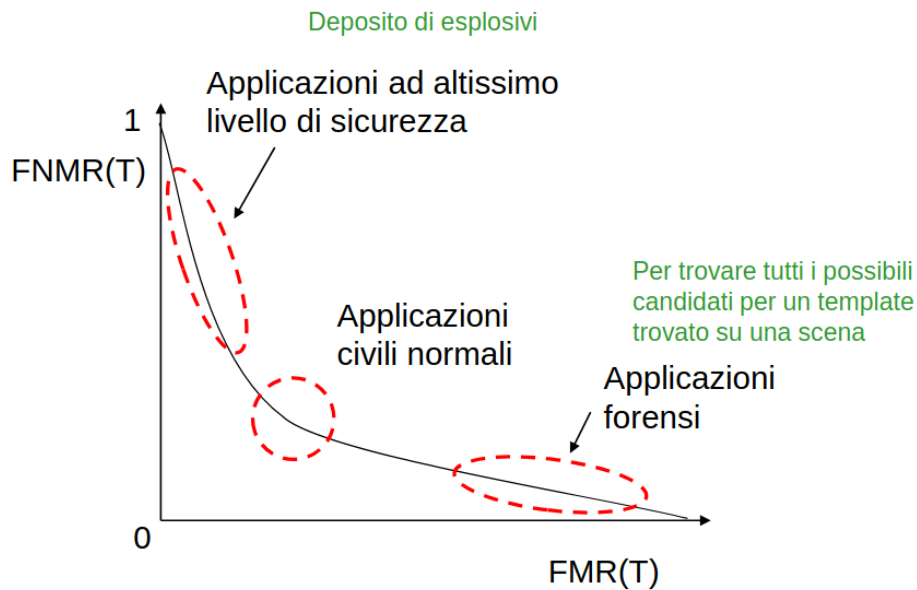 Deposito di esplosivi
Applicazioni ad altissimo
livello di sicurezza
1
FNMR(T)
Per trovare tutti i possibili
candidati per un template
trovato su una scena
Applicazioni
civili normali
Applicazioni
forensi
0
FMR(T)